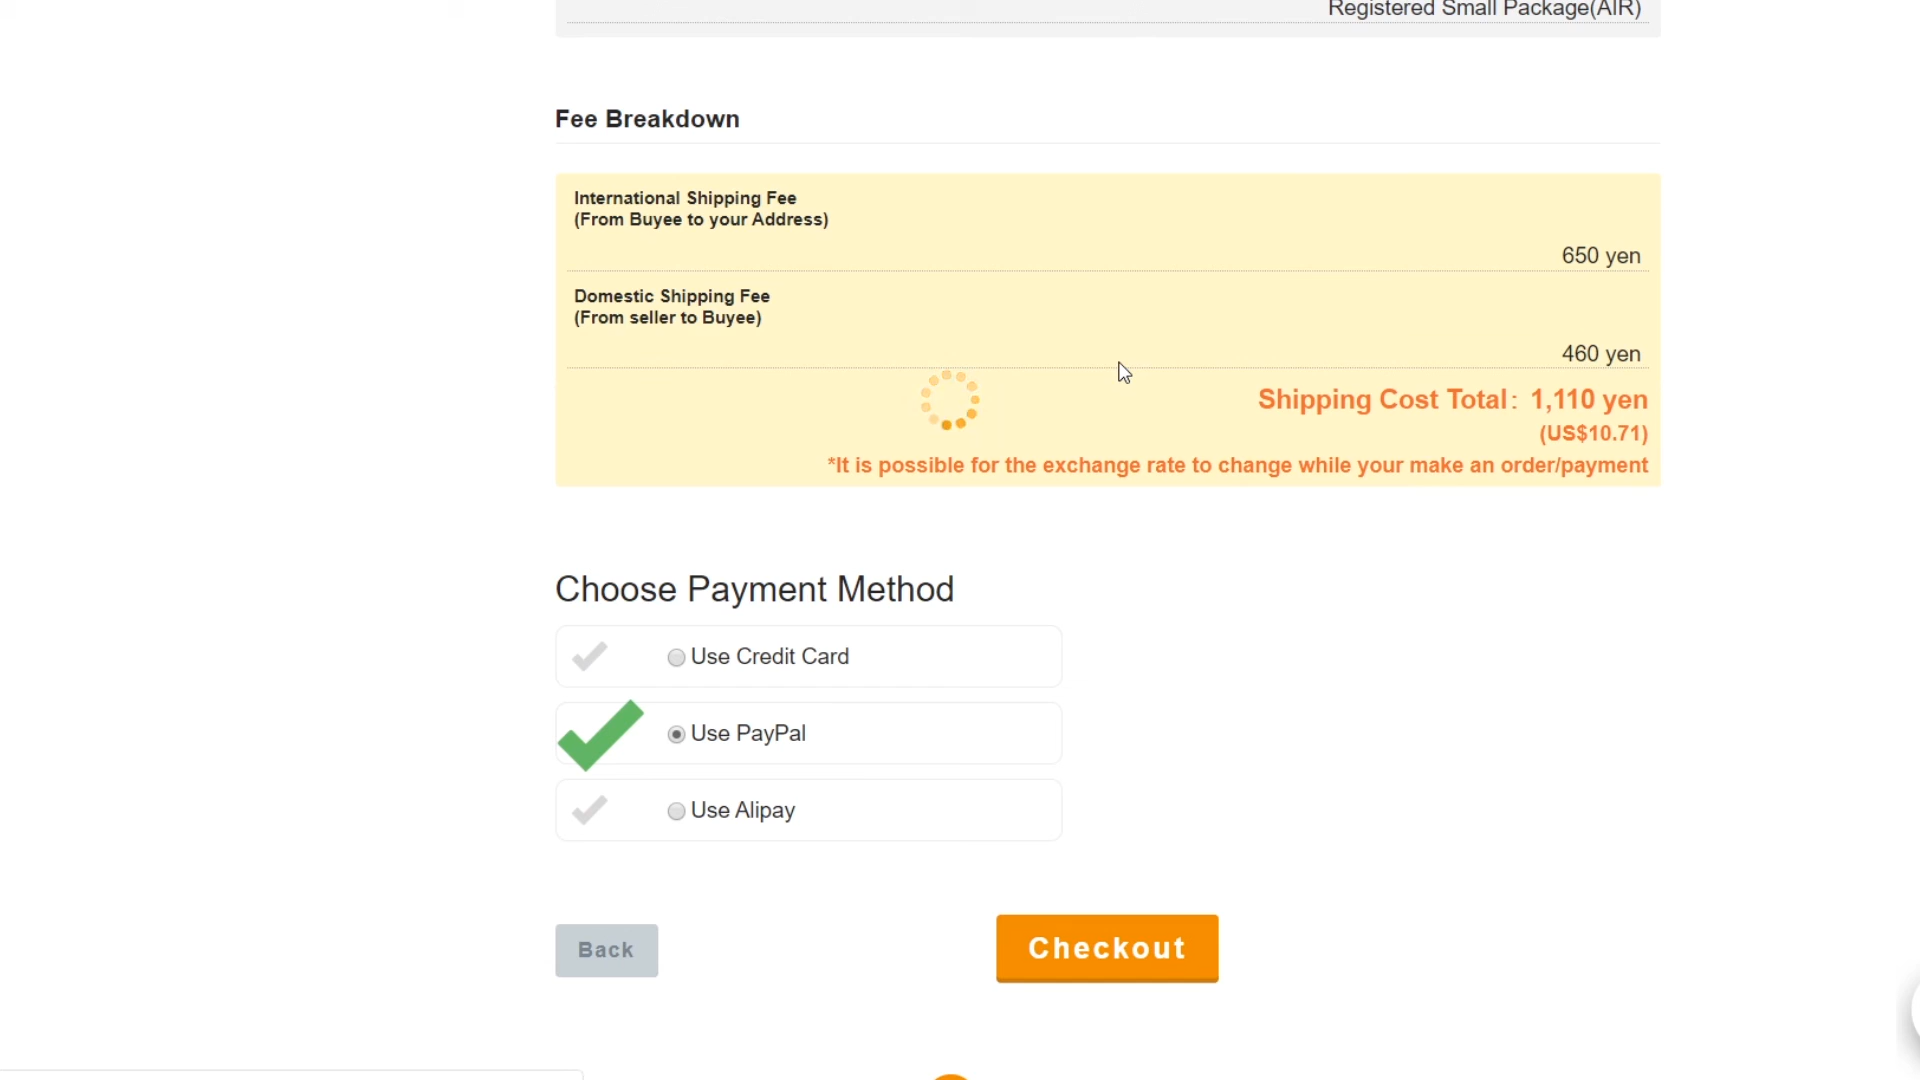 Registered Small Package(AIR)
Fee Breakdown
International Shipping Fee
(From Buyee to your Address)
650 yen
Domestic Shipping Fee
(From seller to Buyee)
460 yen
Shipping Cost Total: 1,110 yen
(US$10.71)
*It is possible for the exchange rate to change while your make an order/payment
Choose Payment Method
Use Credit Card
Use PayPal
Use Alipay
Back
Checkout